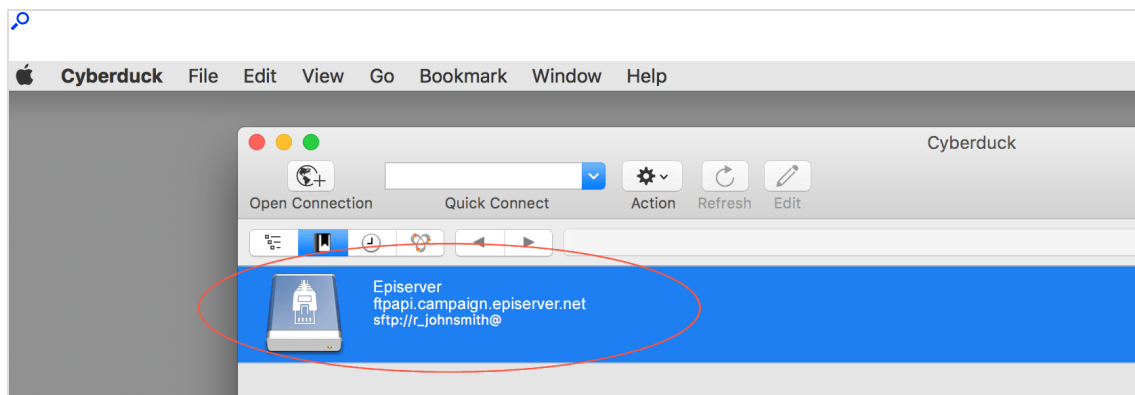 Cyberduck File Edit View Go Bookmark Window Help
Cyberduck
Open Connection Quick Connect Action Refresh Edit
Episerver
ftpapi.campaign.episerver.net
sftp://r_johnsmith@